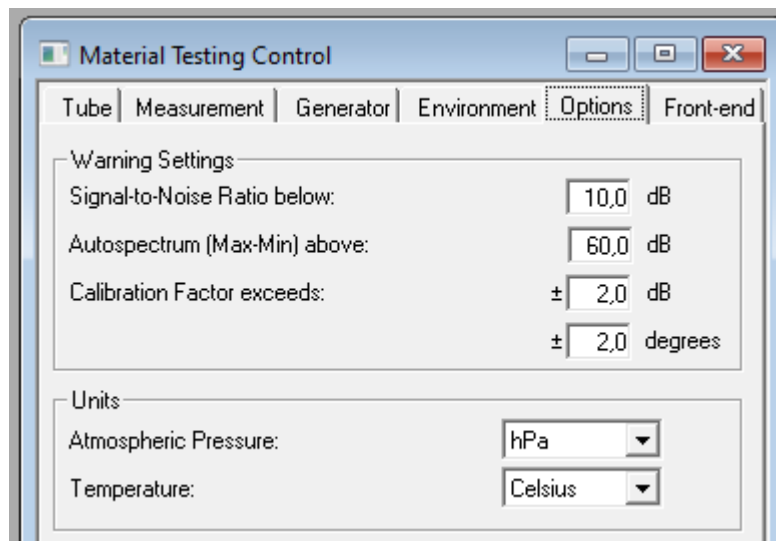 Material Testing Control
Tube Measurement Generator Environment Options Front-end
Warning Settings
Signal-to-Noise Ratio below: 10,0 dB
Autospectrum (Max-Min) above: 60,0 dB
Calibration Factor exceeds: ± 2,0 dB
± 2,0 degrees
Units
Atmospheric Pressure: hPa
Temperature: Celsius